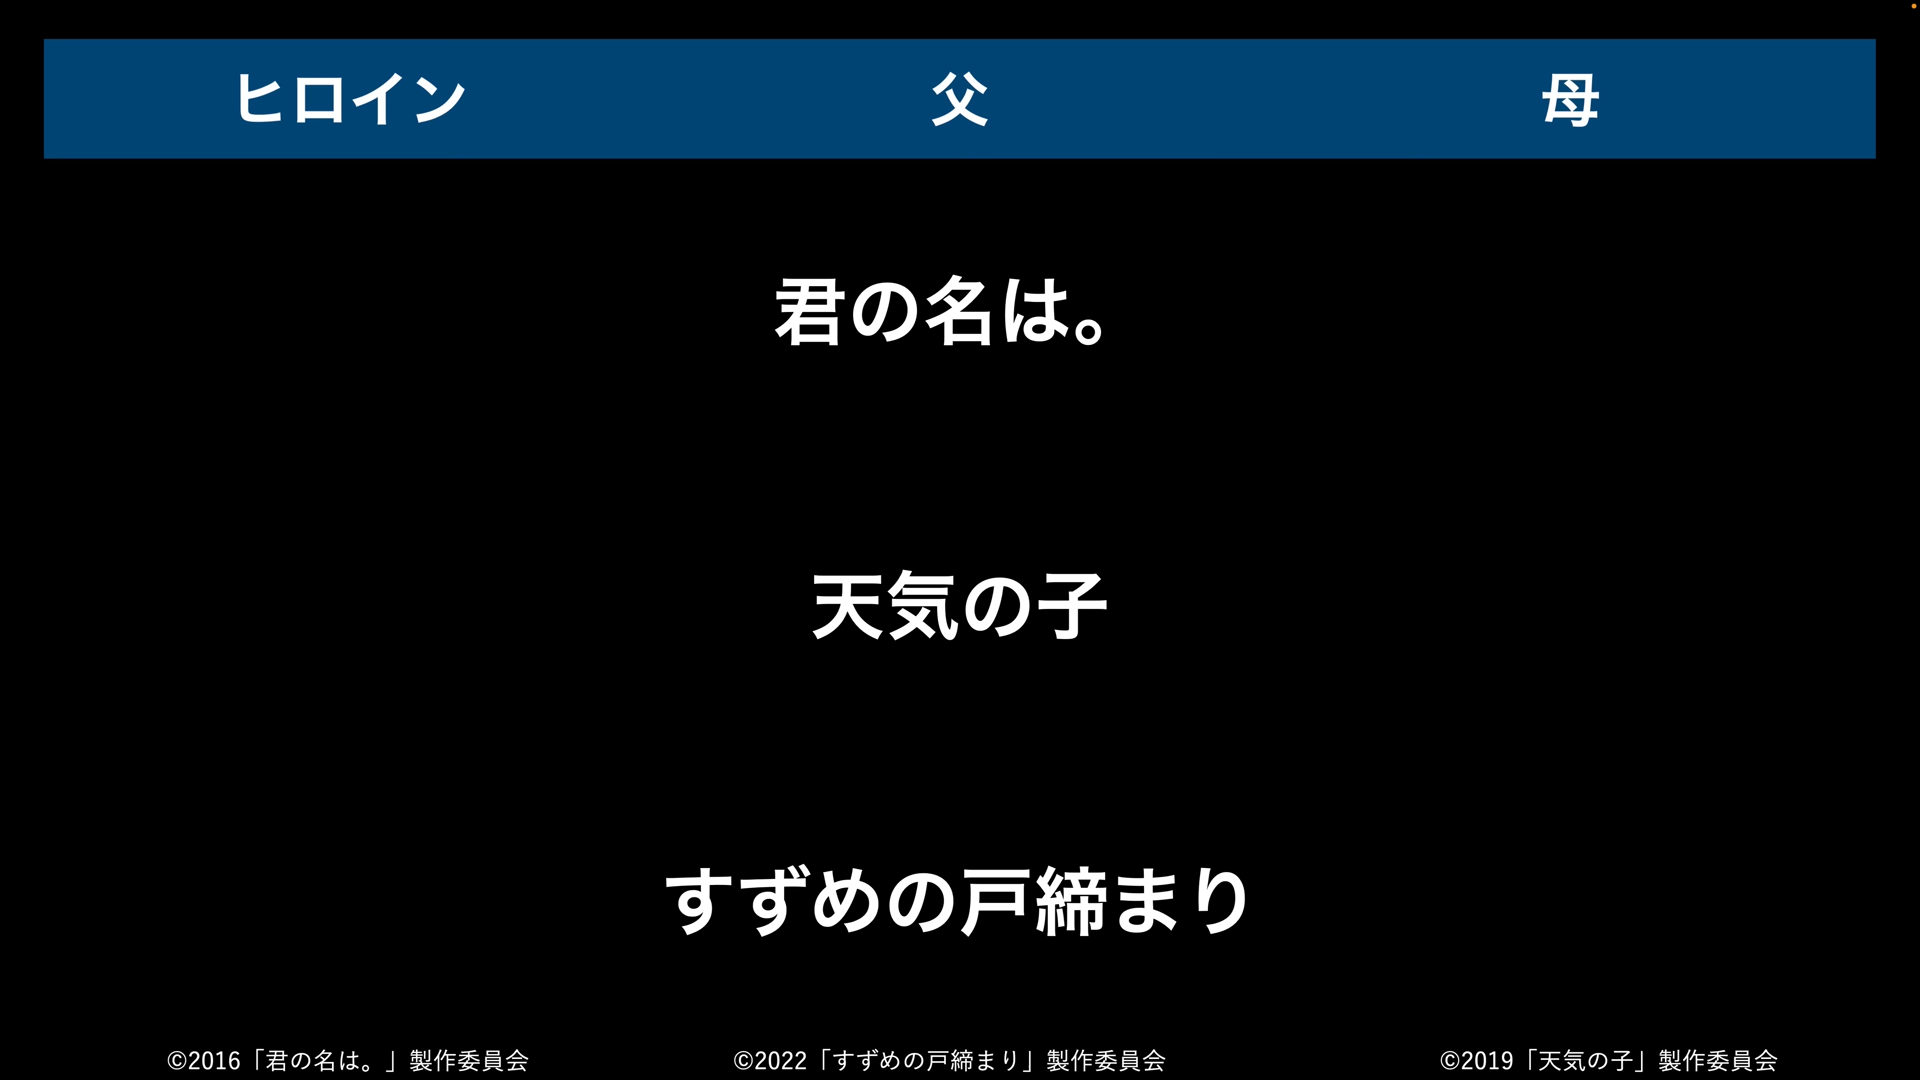 ヒロイン 父 母
君の名は。
天気の子
すずめの戸締まり
©2016「君の名は。」製作委員会 ©2022「すずめの戸締まり」製作委員会 ©2019「天気の子」製作委員会